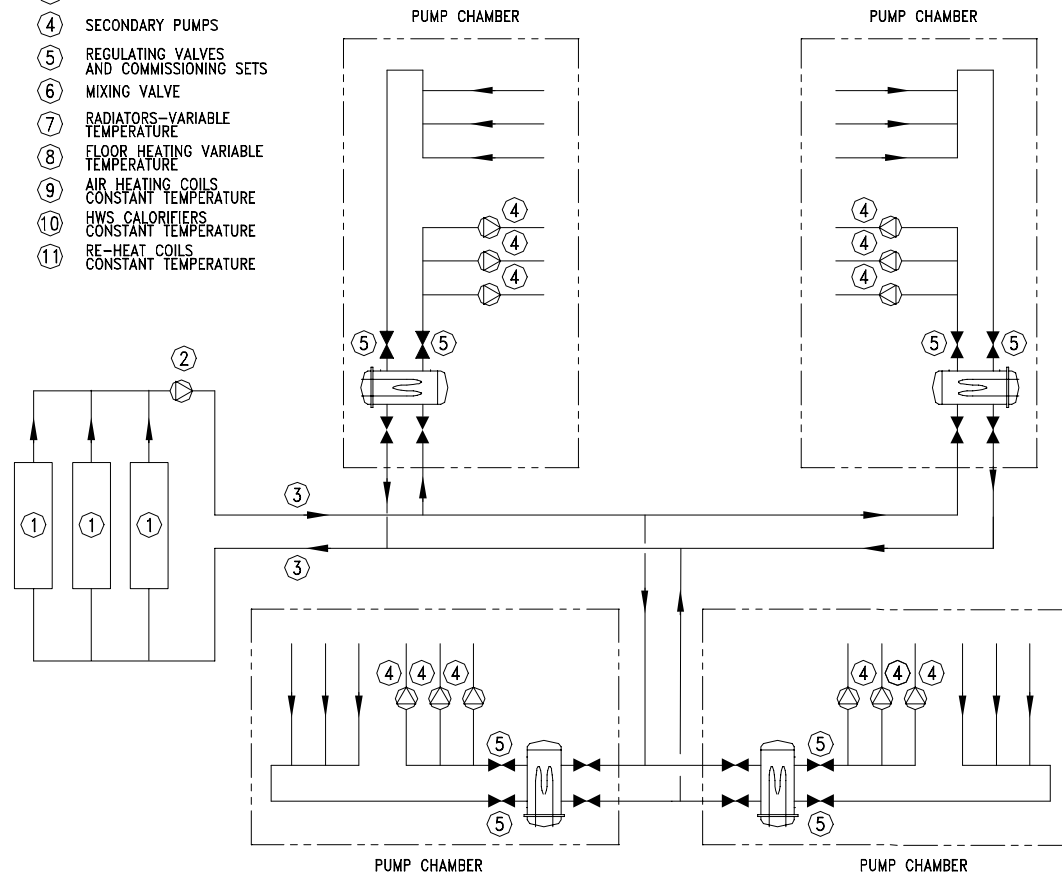 PUMP CHAMBER
PUMP CHAMBER
4 SECONDARY PUMPS
5 REGULATING VALVES
AND COMMISSIONING SETS
6 MIXING VALVE
7 RADIATORS-VARIABLE
TEMPERATURE
8 FLOOR HEATING VARIABLE
TEMPERATURE
9 AIR HEATING COILS
CONSTANT TEMPERATURE
10 HWS CALORIFIERS
CONSTANT TEMPERATURE
11 RE-HEAT COILS
CONSTANT TEMPERATURE
4
4
4
4
4
4
5
5
5
5
2
1
1
1
3
3
4
4
4
4
4
4
5
5
5
5
PUMP CHAMBER
PUMP CHAMBER